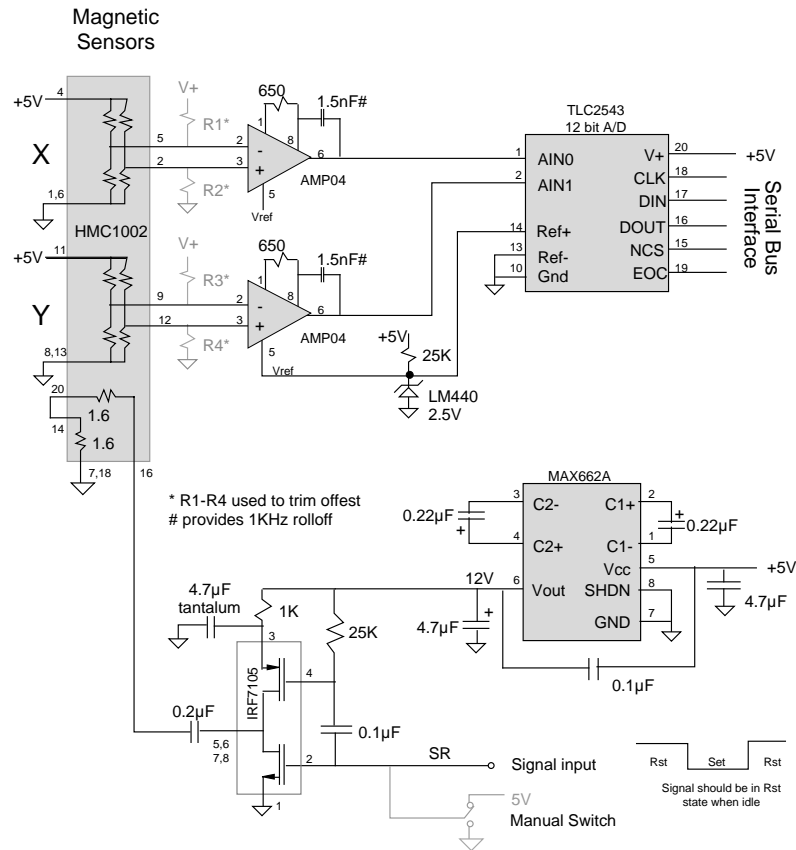 Magnetic
Sensors
4
+5V
X
1,6
HMC1002
11
+5V
Y
8,13
20
14
1.6
1.6
7,18
16
V+
R1*
5
2
R2*
V+
R3*
9
12
R4*
650
1.5nF#
1
8
2
-
3
+
6
5
AMP04
Vref
650
1.5nF#
1
8
2
-
3
+
6
5
AMP04
Vref
+5V
25K
LM440
2.5V
TLC2543
12 bit A/D
1
AIN0
2
AIN1
14
Ref+
13
Ref-
10
Gnd
V+
20
+5V
CLK
18
DIN
17
DOUT
16
NCS
15
EOC
19
Serial Bus
Interface
* R1-R4 used to trim offest
# provides 1KHz rolloff
MAX662A
3
C2-
0.22µF
+
4
C2+
C1+
2
+
0.22µF
C1-
1
Vcc
5
+5V
12V
6
Vout
SHDN
8
4.7µF
GND
7
4.7µF
+
0.1µF
4.7µF
tantalum
1K
25K
3
IRF7105
4
0.2µF
5,6
7,8
0.1µF
2
1
SR
Signal input
5V
Manual Switch
Rst
Set
Rst
Signal should be in Rst
state when idle